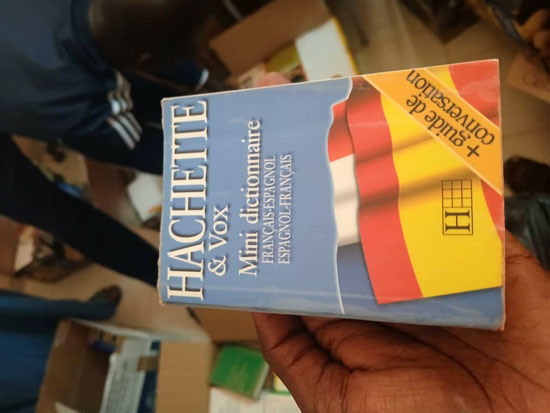 HACHETTE
& VOX
Mini dictionnaire
FRANÇAIS-ESPAGNOL
ESPAGNOL-FRANÇAIS
+ guide de
conversation
H